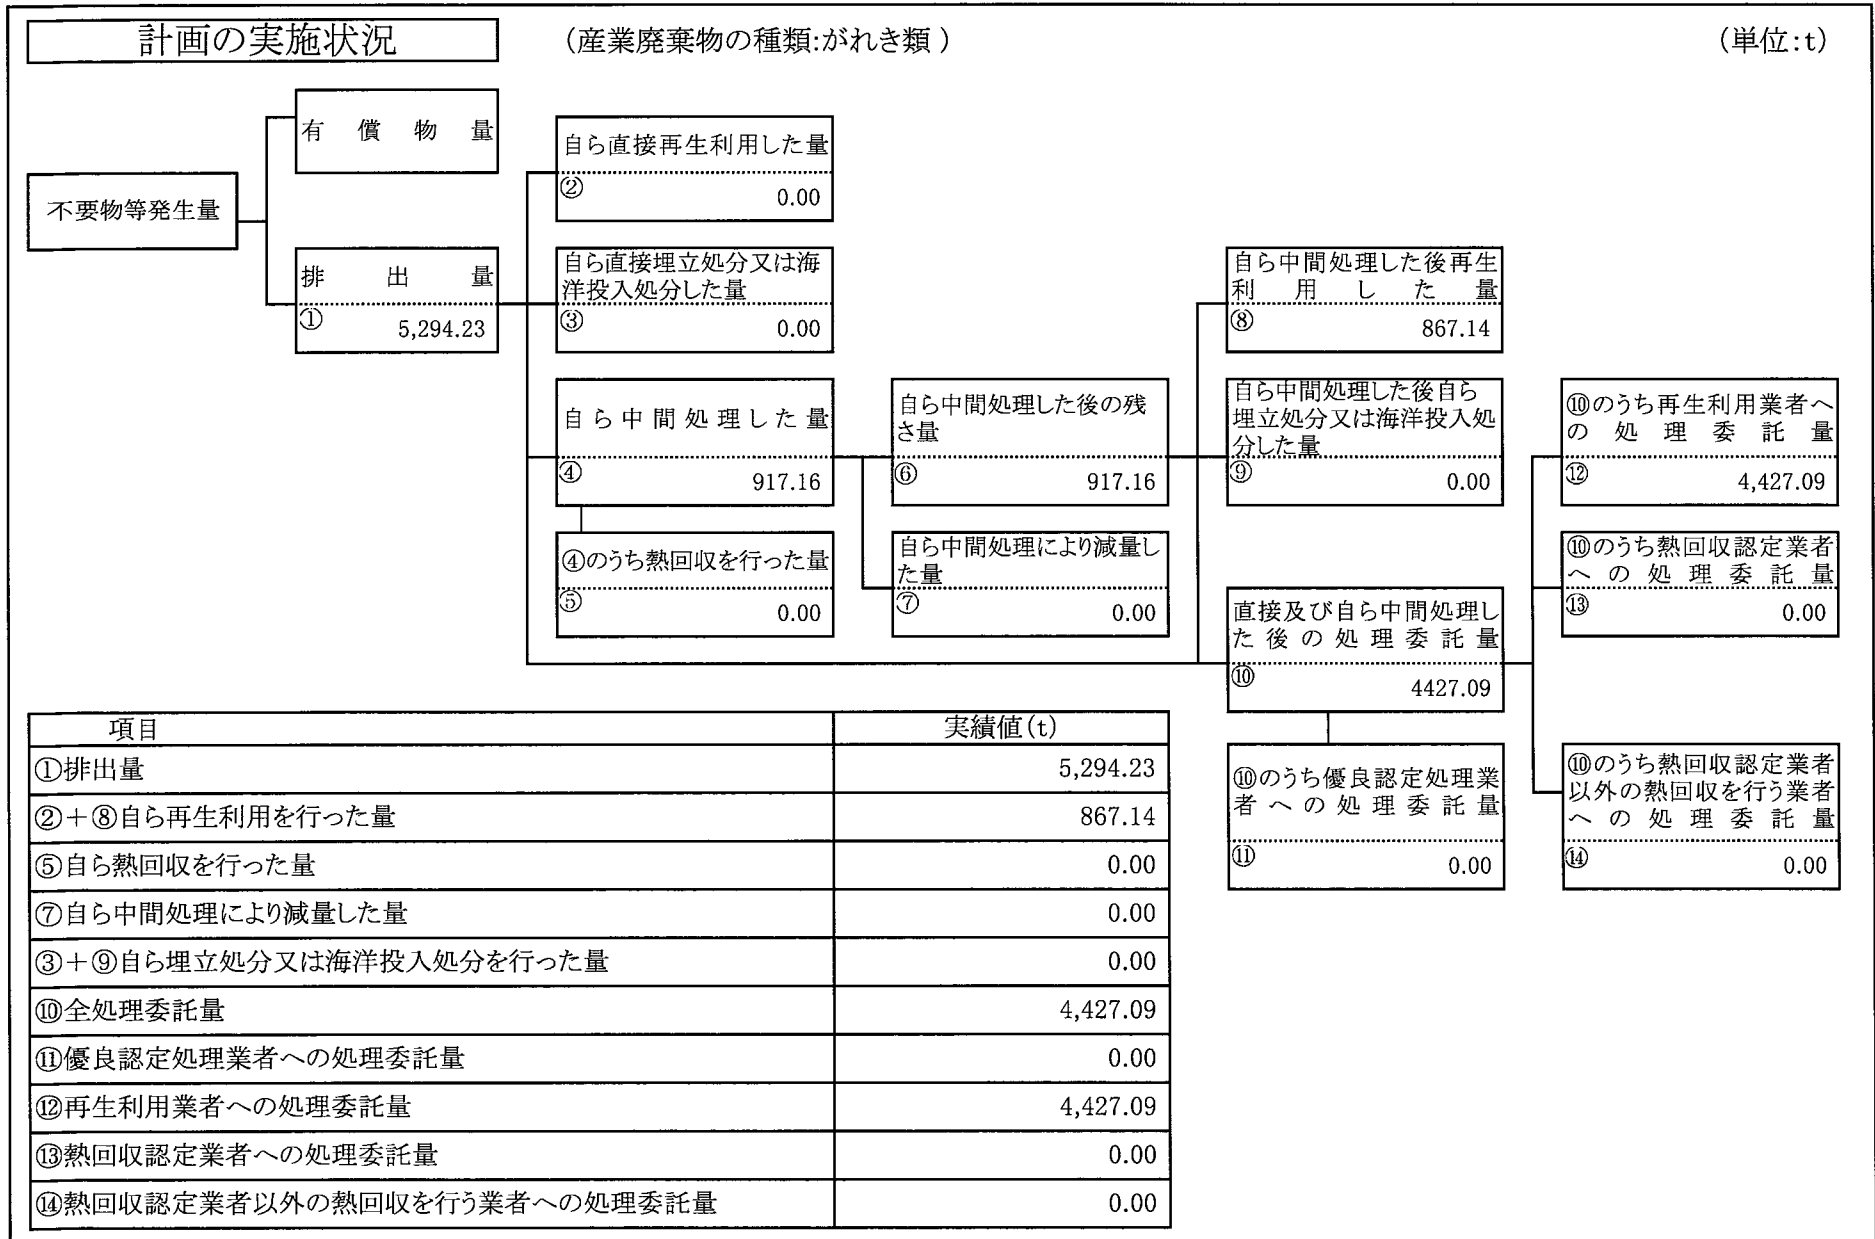 計画の実施状況 (産業廃棄物の種類:がれき類) (単位:t)
有償物量
不要物等発生量
排出量
① 5,294.23
自ら直接再生利用した量
② 0.00
自ら直接埋立処分又は海
洋投入処分した量
③ 0.00
自ら中間処理した量
④ 917.16
④のうち熱回収を行った量
⑤ 0.00
自ら中間処理した後の残
さ量
⑥ 917.16
自ら中間処理により減量し
た量
⑦ 0.00
自ら中間処理した後再生
利用した量
⑧ 867.14
自ら中間処理した後自ら
埋立処分又は海洋投入処
分した量
⑨ 0.00
直接及び自ら中間処理し
た後の処理委託量
⑩ 4427.09
⑩のうち優良認定処理業
者への処理委託量
⑪ 0.00
⑩のうち再生利用業者へ
の処理委託量
⑫ 4,427.09
⑩のうち熱回収認定業者
への処理委託量
⑬ 0.00
⑩のうち熱回収認定業者
以外の熱回収を行う業者
への処理委託量
⑭ 0.00
項目 実績値(t)
①排出量 5,294.23
②+⑧自ら再生利用を行った量 867.14
⑤自ら熱回収を行った量 0.00
⑦自ら中間処理により減量した量 0.00
③+⑨自ら埋立処分又は海洋投入処分を行った量 0.00
⑩全処理委託量 4,427.09
⑪優良認定処理業者への処理委託量 0.00
⑫再生利用業者への処理委託量 4,427.09
⑬熱回収認定業者への処理委託量 0.00
⑭熱回収認定業者以外の熱回収を行う業者への処理委託量 0.00